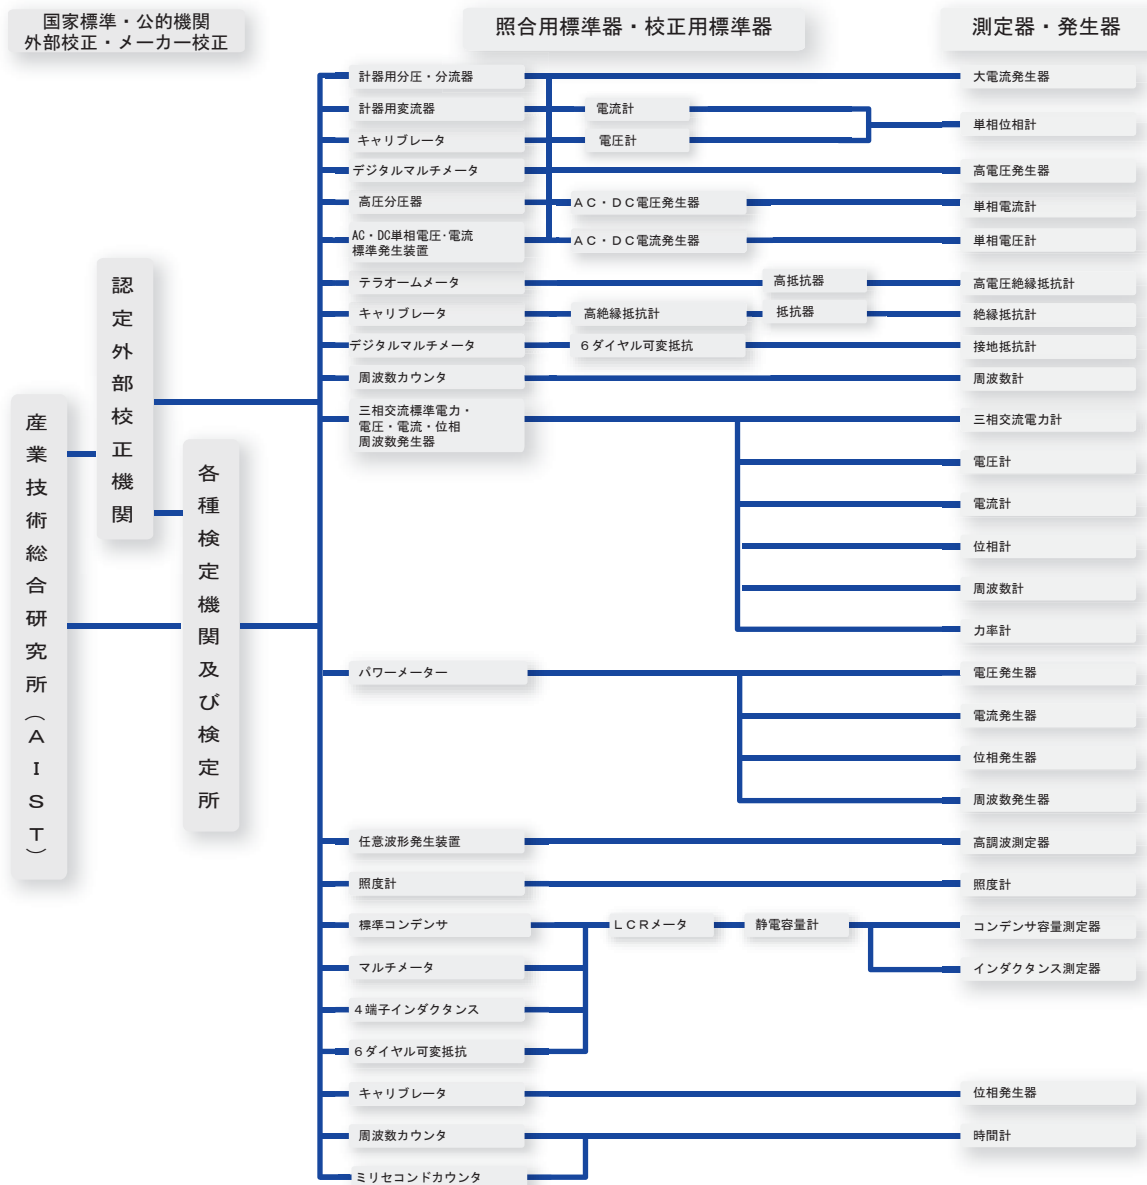 国家標準・公的機関
外部校正・メーカー校正
照合用標準器・校正用標準器
測定器・発生器
産業技術総合研究所（AIST）
認定外部校正機関
各種検定機関及び検定所
計器用分圧・分流器
大電流発生器
計器用変流器
電流計
単相位相計
キャリブレータ
電圧計
デジタルマルチメータ
高電圧発生器
高圧分圧器
AC・DC電圧発生器
単相電流計
AC・DC単相電圧・電流
標準発生装置
AC・DC電流発生器
単相電圧計
テラオームメータ
高抵抗器
高電圧絶縁抵抗計
キャリブレータ
高絶縁抵抗計
抵抗器
絶縁抵抗計
デジタルマルチメータ
6ダイヤル可変抵抗
接地抵抗計
周波数カウンタ
周波数計
三相交流標準電力・
電圧・電流・位相
周波数発生器
三相交流電力計
電圧計
電流計
位相計
周波数計
力率計
パワーメーター
電圧発生器
電流発生器
位相発生器
周波数発生器
任意波形発生装置
高調波測定器
照度計
照度計
標準コンデンサ
LCRメータ
静電容量計
コンデンサ容量測定器
マルチメータ
インダクタンス測定器
4端子インダクタンス
6ダイヤル可変抵抗
キャリブレータ
位相発生器
周波数カウンタ
時間計
ミリセコンドカウンタ